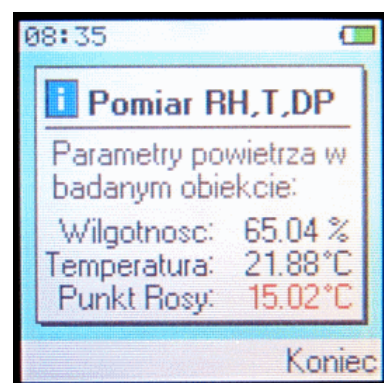 08:35
i Pomiar RH,T,DP
Parametry powietrza w
badanym obiekcie:
Wilgotnosc: 65.04 %
Temperatura: 21.88°C
Punkt Rosy: 15.02°C
Koniec